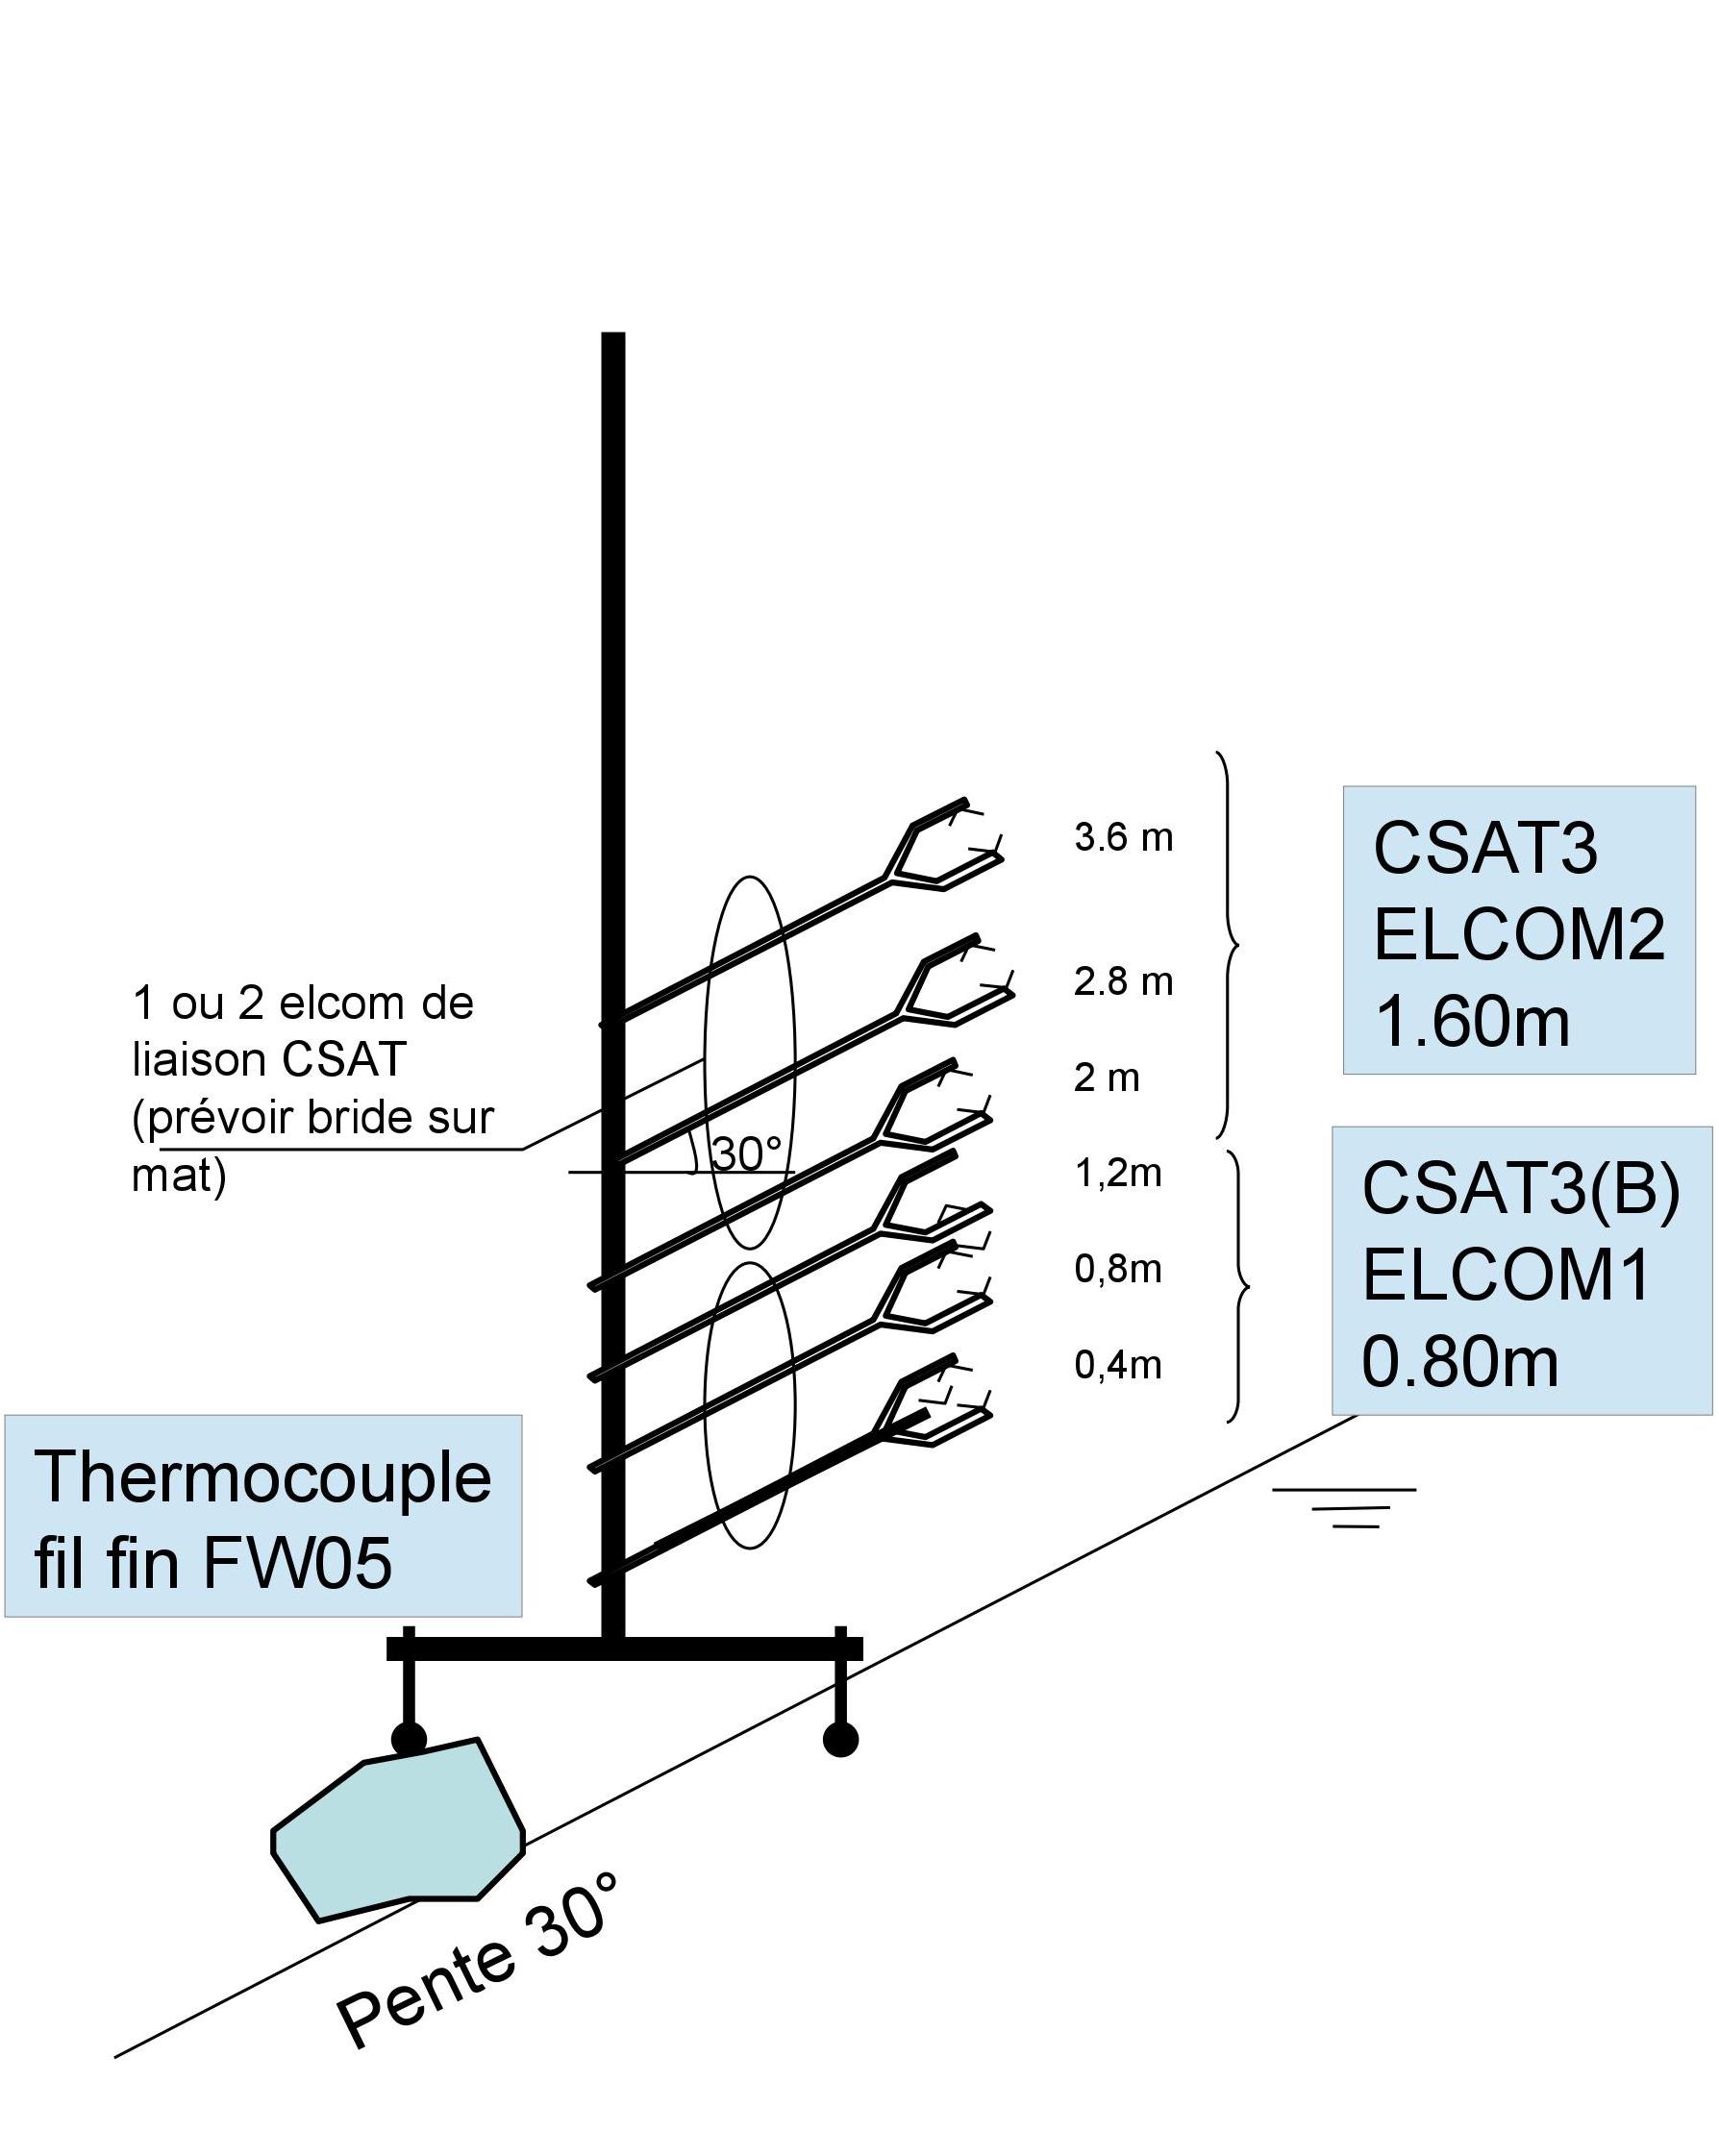 3.6 m
2.8 m
2 m
1,2m
0,8m
0,4m
CSAT3
ELCOM2
1.60m
CSAT3(B)
ELCOM1
0.80m
1 ou 2 elcom de
liaison CSAT
(prévoir bride sur
mat)
30°
Thermocouple
fil fin FW05
Pente 30°